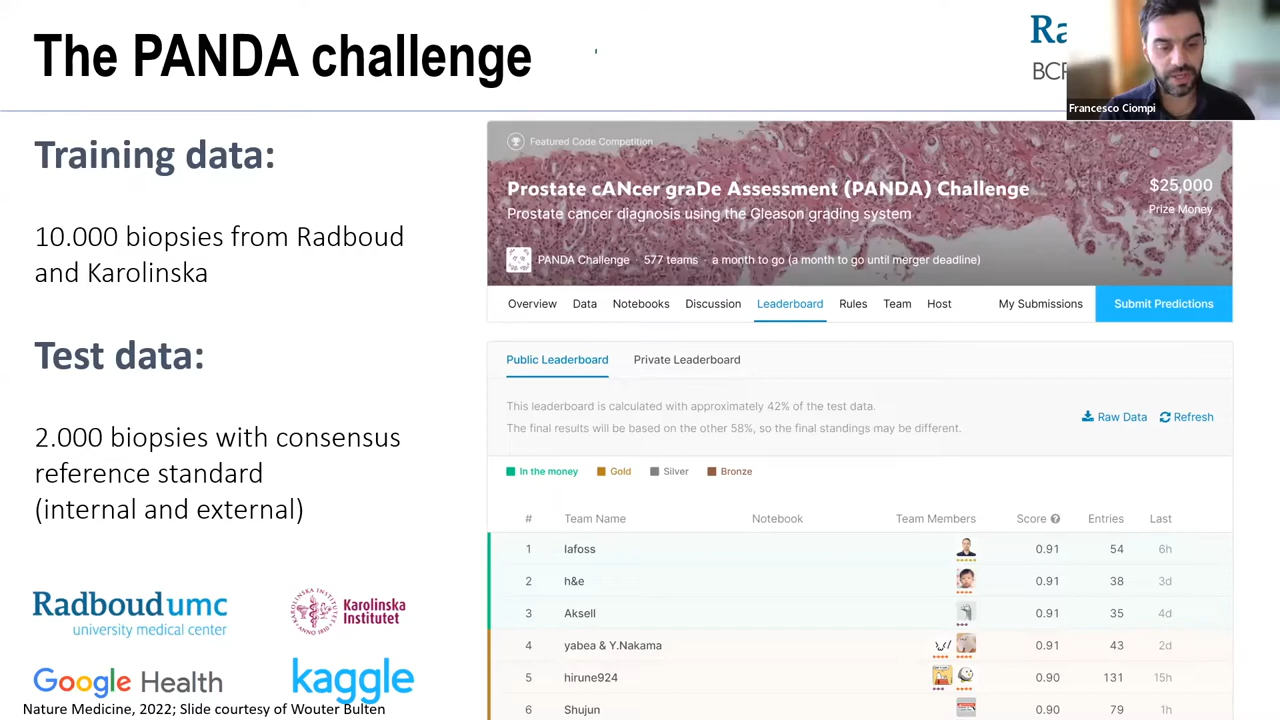 The PANDA challenge
Ra
BCR
Francesco Ciompi
Training data:
10.000 biopsies from Radboud
and Karolinska
Test data:
2.000 biopsies with consensus
reference standard
(internal and external)
Radboudumc
university medical center
Karolinska
Institutet
KAROLINSKA INSTITUTET
ANNO 1810
Google Health
kaggle
Nature Medicine, 2022; Slide courtesy of Wouter Bulten
Featured Code Competition
Prostate cANcer graDe Assessment (PANDA) Challenge
Prostate cancer diagnosis using the Gleason grading system
$25,000
Prize Money
PANDA Challenge · 577 teams · a month to go (a month to go until merger deadline)
Overview Data Notebooks Discussion Leaderboard Rules Team Host My Submissions Submit Predictions
Public Leaderboard Private Leaderboard
This leaderboard is calculated with approximately 42% of the test data.
The final results will be based on the other 58%, so the final standings may be different.
Raw Data Refresh
In the money Gold Silver Bronze
# Team Name Notebook Team Members Score Entries Last
1 lafoss 0.91 54 6h
2 h&e 0.91 38 3d
3 Aksell 0.91 35 4d
4 yabea & Y.Nakama 0.91 43 2d
5 hirune924 0.90 131 15h
6 Shujun 0.90 79 1h